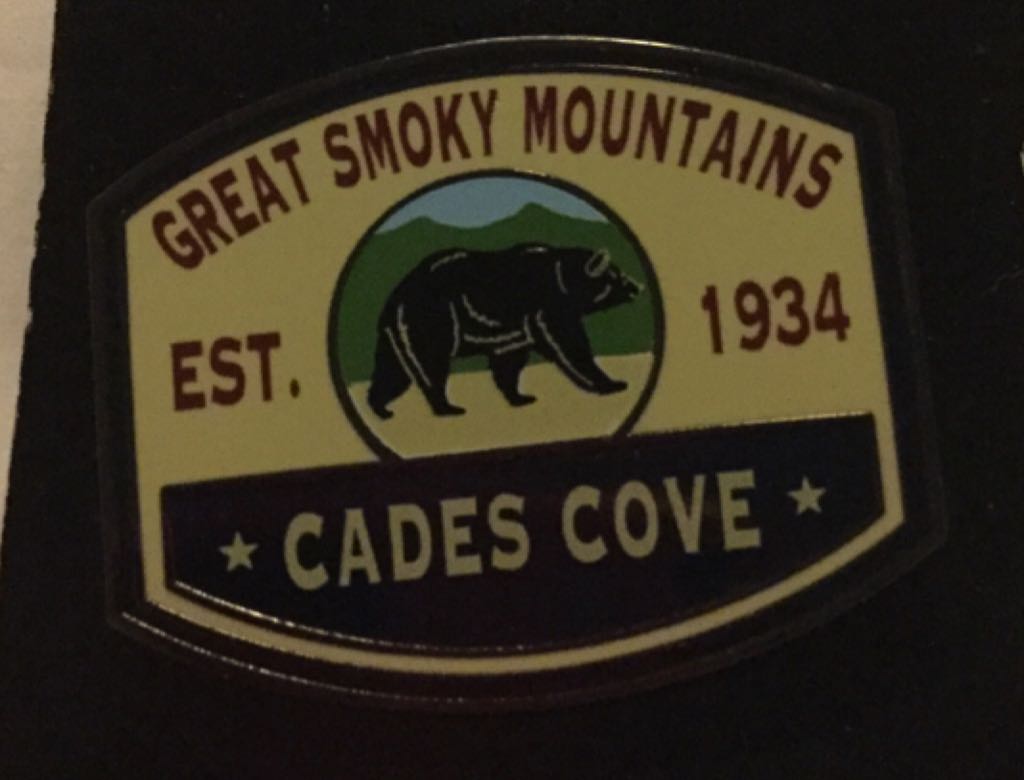 GREAT SMOKY MOUNTAINS
EST. 1934
CADES COVE